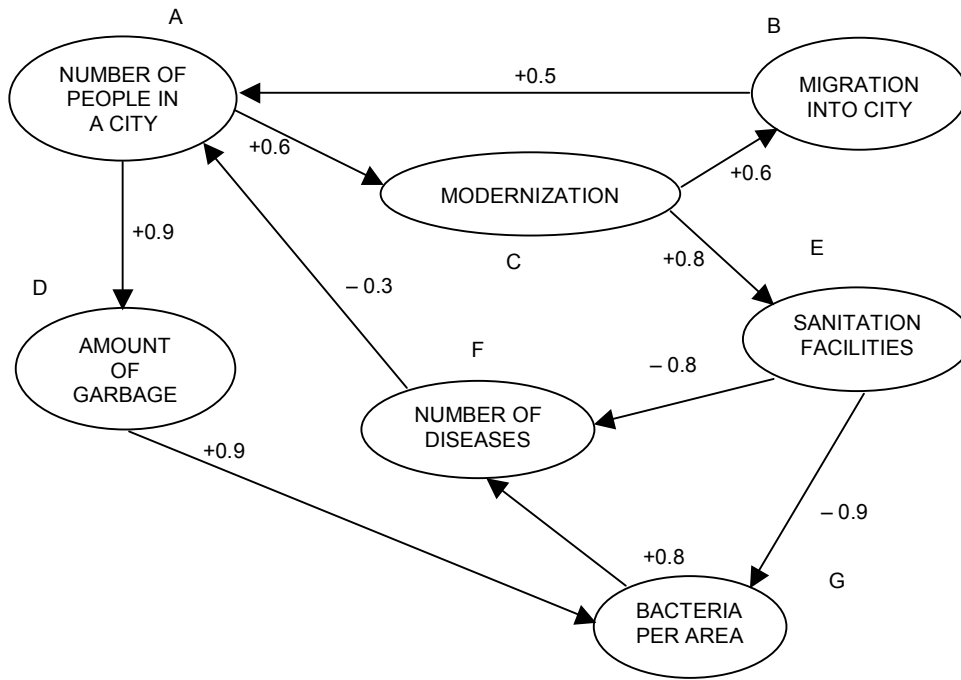 A
NUMBER OF
PEOPLE IN
A CITY
B
MIGRATION
INTO CITY
+0.5
+0.6
+0.6
MODERNIZATION
C
+0.9
+0.8
E
SANITATION
FACILITIES
D
AMOUNT
OF
GARBAGE
– 0.3
F
NUMBER OF
DISEASES
– 0.8
+0.9
– 0.9
+0.8
G
BACTERIA
PER AREA